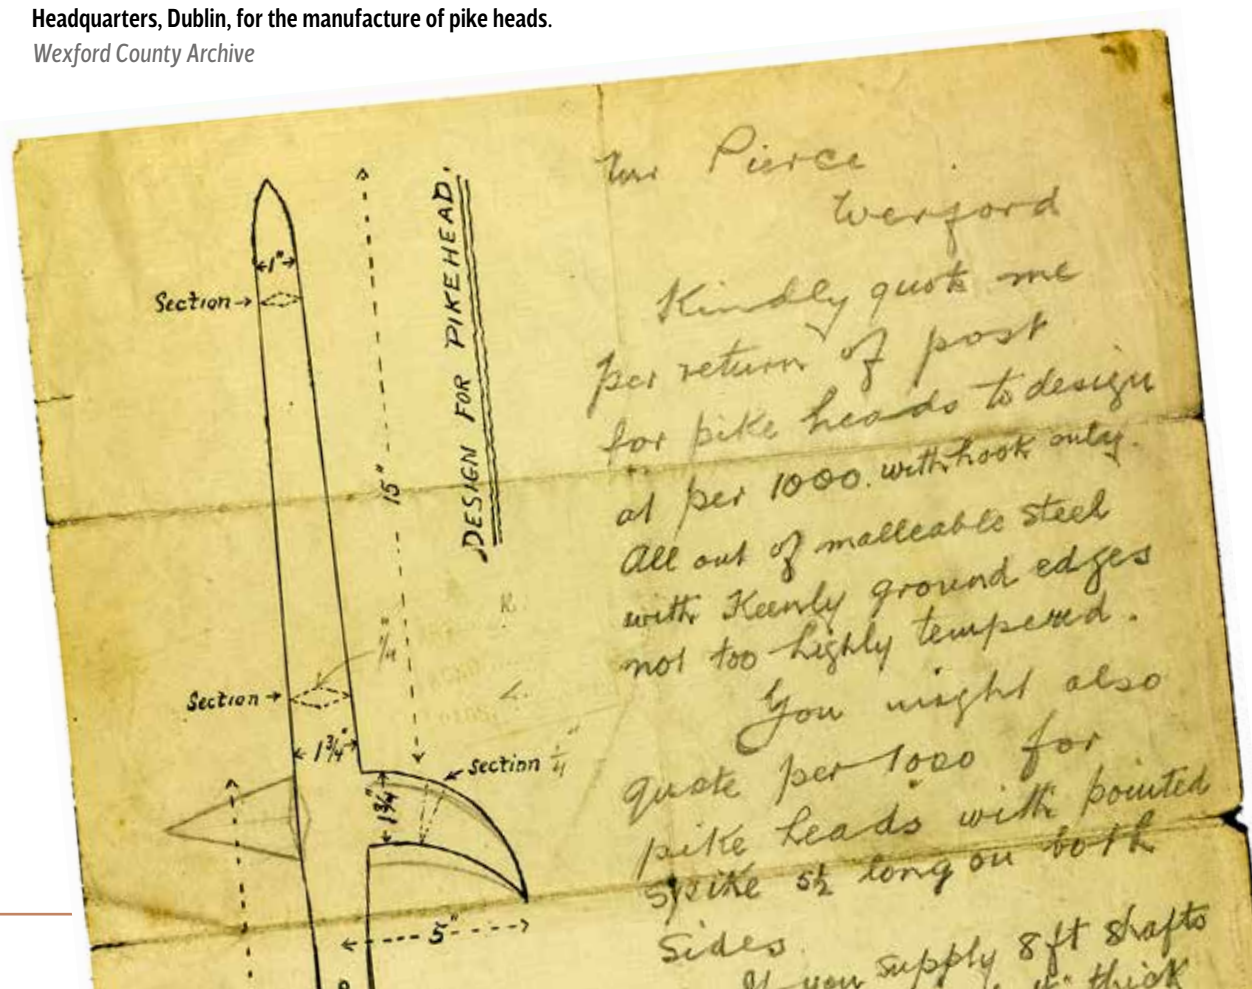 Headquarters, Dublin, for the manufacture of pike heads.
Wexford County Archive
DESIGN FOR PIKEHEAD.
1"
Section
15"
1/4"
Section
1 3/4"
section 1/4"
1 3/4"
5"
Mr Pierce
Wexford
Kindly quote me
per return of post
for pike heads to design
at per 1000. with hook only.
All out of malleable steel
with Keenly ground edges
not too highly tempered.
You might also
quote per 1000 for
pike heads with pointed
spike 5½ long on both
Sides.
If you supply 8ft shafts
thick